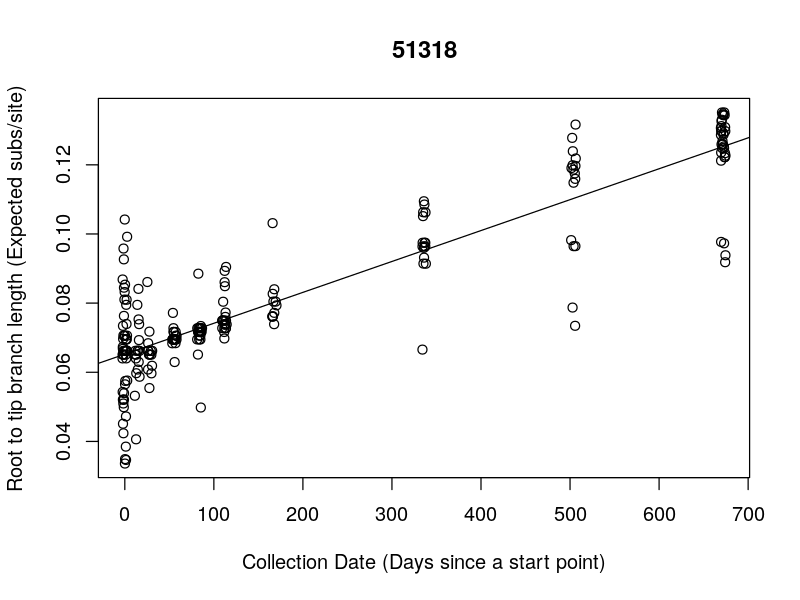 51318
Root to tip branch length (Expected subs/site)
0.12
0.10
0.08
0.06
0.04
0 100 200 300 400 500 600 700
Collection Date (Days since a start point)